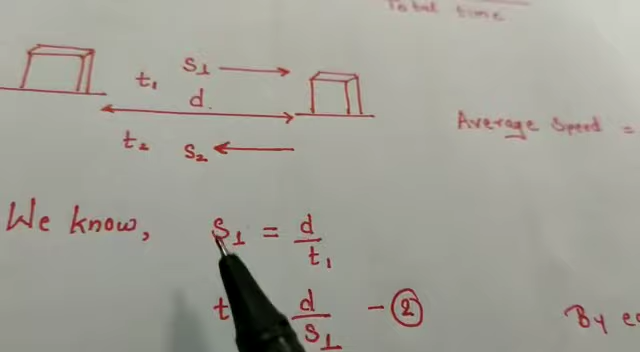 Total time
t₁ S₁ →
d
t₂ S₂ ←
Average Speed =
We know, S₁ = d/t₁
t d/S₁ - ②
By